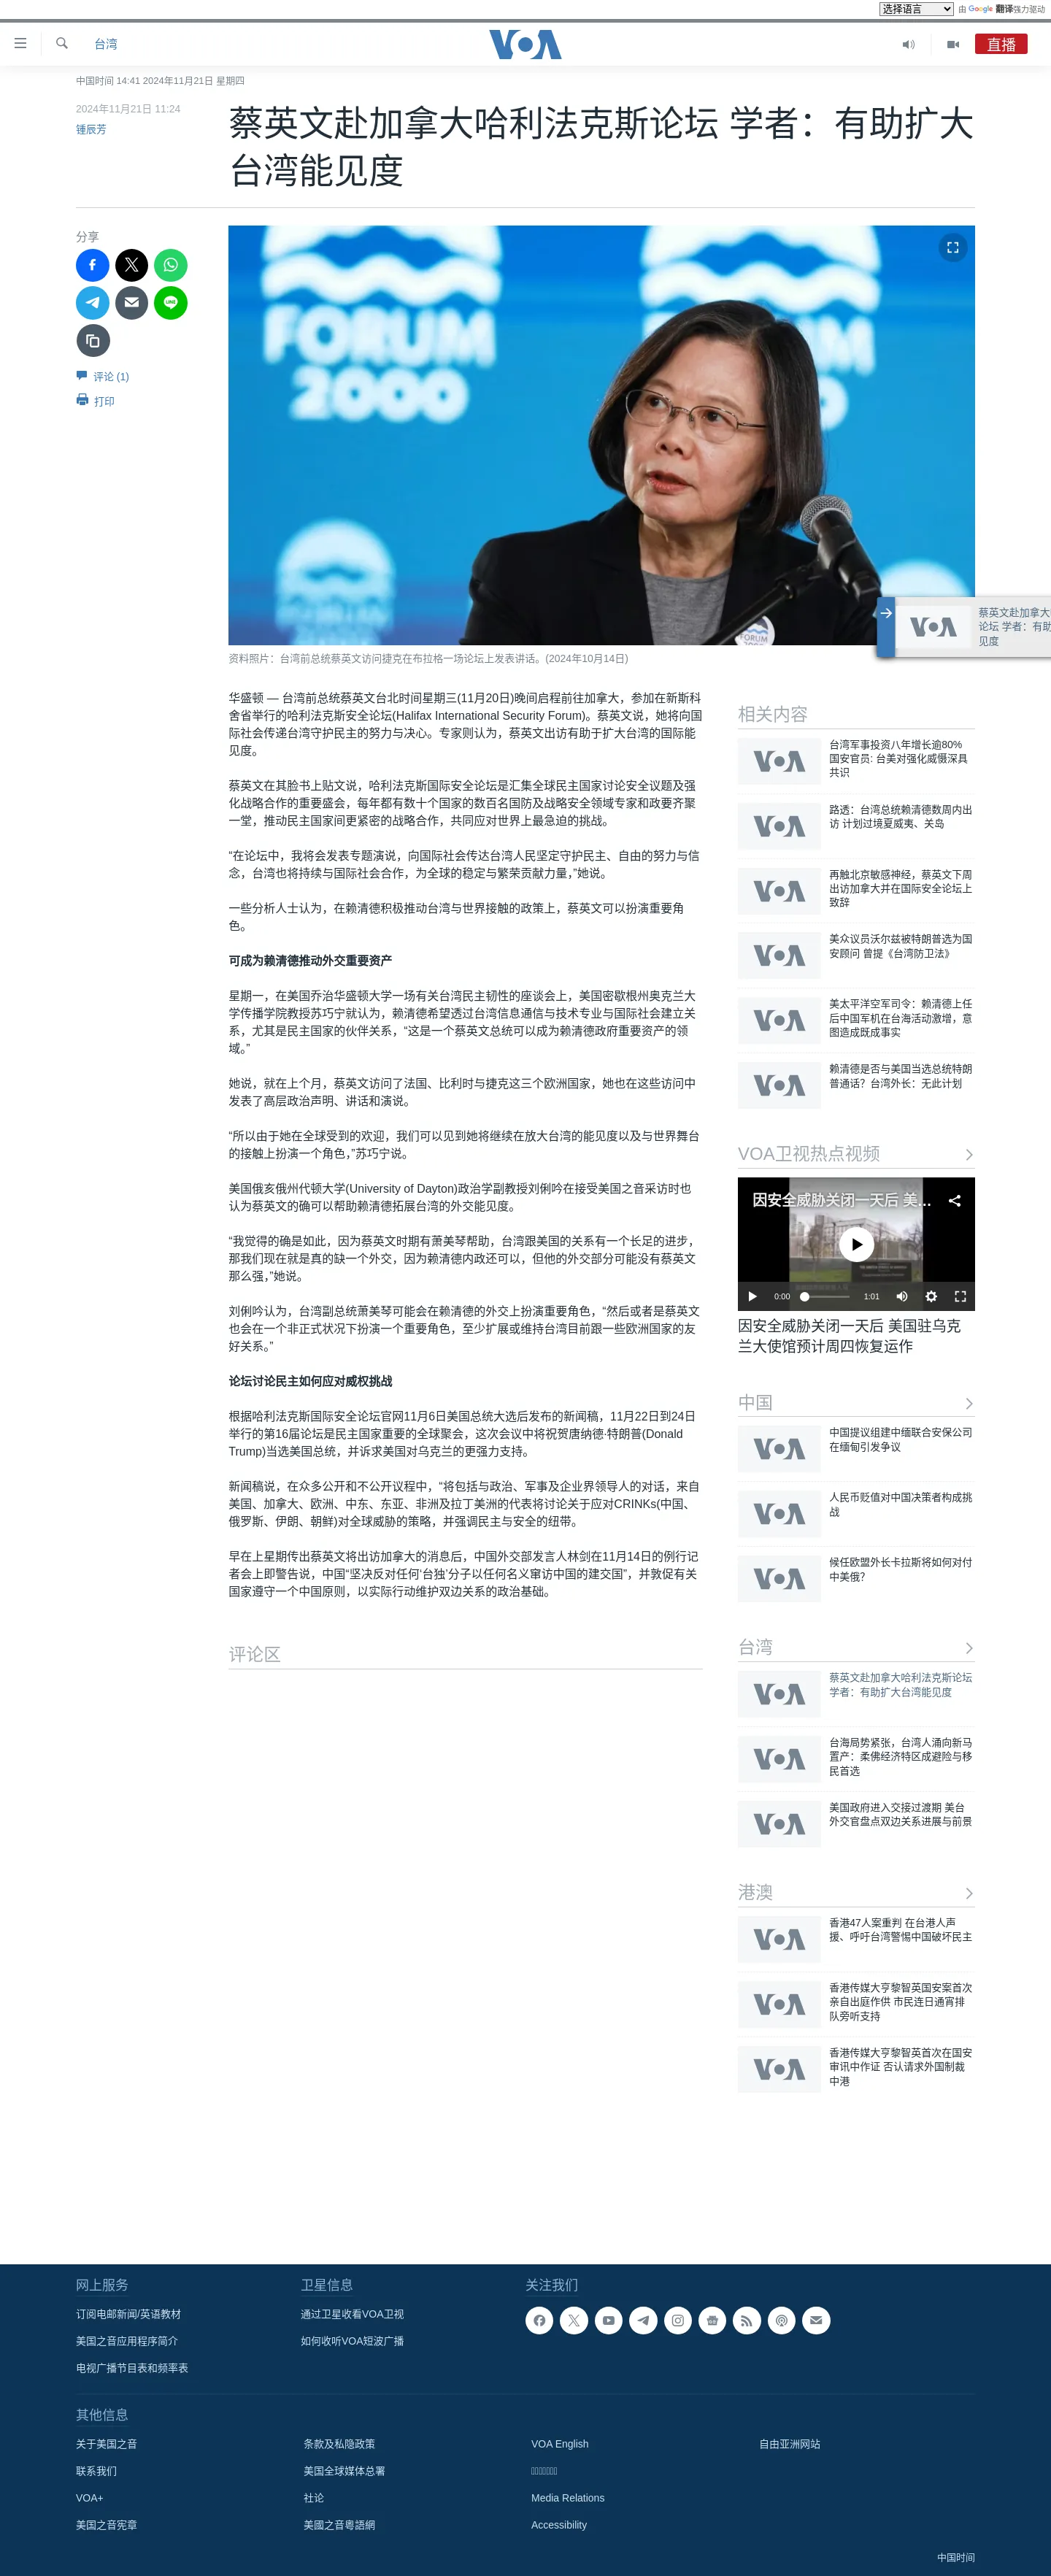 选择语言
由 Google 翻译强力驱动
台湾
VOA
直播
中国时间 14:41 2024年11月21日 星期四
2024年11月21日 11:24
锺辰芳
蔡英文赴加拿大哈利法克斯论坛 学者：有助扩大
台湾能见度
分享
评论 (1)
打印
FORUM
2000
FORUM
2000
资料照片：台湾前总统蔡英文访问捷克在布拉格一场论坛上发表讲话。(2024年10月14日)
VOA
蔡英文赴加拿大
论坛 学者：有助
见度
华盛顿 — 台湾前总统蔡英文台北时间星期三(11月20日)晚间启程前往加拿大，参加在新斯科
舍省举行的哈利法克斯安全论坛(Halifax International Security Forum)。蔡英文说，她将向国
际社会传递台湾守护民主的努力与决心。专家则认为，蔡英文出访有助于扩大台湾的国际能
见度。
蔡英文在其脸书上贴文说，哈利法克斯国际安全论坛是汇集全球民主国家讨论安全议题及强
化战略合作的重要盛会，每年都有数十个国家的数百名国防及战略安全领域专家和政要齐聚
一堂，推动民主国家间更紧密的战略合作，共同应对世界上最急迫的挑战。
“在论坛中，我将会发表专题演说，向国际社会传达台湾人民坚定守护民主、自由的努力与信
念，台湾也将持续与国际社会合作，为全球的稳定与繁荣贡献力量，”她说。
一些分析人士认为，在赖清德积极推动台湾与世界接触的政策上，蔡英文可以扮演重要角
色。
可成为赖清德推动外交重要资产
星期一，在美国乔治华盛顿大学一场有关台湾民主韧性的座谈会上，美国密歇根州奥克兰大
学传播学院教授苏巧宁就认为，赖清德希望透过台湾信息通信与技术专业与国际社会建立关
系，尤其是民主国家的伙伴关系，“这是一个蔡英文总统可以成为赖清德政府重要资产的领
域。”
她说，就在上个月，蔡英文访问了法国、比利时与捷克这三个欧洲国家，她也在这些访问中
发表了高层政治声明、讲话和演说。
“所以由于她在全球受到的欢迎，我们可以见到她将继续在放大台湾的能见度以及与世界舞台
的接触上扮演一个角色，”苏巧宁说。
美国俄亥俄州代顿大学(University of Dayton)政治学副教授刘俐吟在接受美国之音采访时也
认为蔡英文的确可以帮助赖清德拓展台湾的外交能见度。
“我觉得的确是如此，因为蔡英文时期有萧美琴帮助，台湾跟美国的关系有一个长足的进步，
那我们现在就是真的缺一个外交，因为赖清德内政还可以，但他的外交部分可能没有蔡英文
那么强，”她说。
刘俐吟认为，台湾副总统萧美琴可能会在赖清德的外交上扮演重要角色，“然后或者是蔡英文
也会在一个非正式状况下扮演一个重要角色，至少扩展或维持台湾目前跟一些欧洲国家的友
好关系。”
论坛讨论民主如何应对威权挑战
根据哈利法克斯国际安全论坛官网11月6日美国总统大选后发布的新闻稿，11月22日到24日
举行的第16届论坛是民主国家重要的全球聚会，这次会议中将祝贺唐纳德·特朗普(Donald
Trump)当选美国总统，并诉求美国对乌克兰的更强力支持。
新闻稿说，在众多公开和不公开议程中，“将包括与政治、军事及企业界领导人的对话，来自
美国、加拿大、欧洲、中东、东亚、非洲及拉丁美洲的代表将讨论关于应对CRINKs(中国、
俄罗斯、伊朗、朝鲜)对全球威胁的策略，并强调民主与安全的纽带。
早在上星期传出蔡英文将出访加拿大的消息后，中国外交部发言人林剑在11月14日的例行记
者会上即警告说，中国“坚决反对任何‘台独’分子以任何名义窜访中国的建交国”，并敦促有关
国家遵守一个中国原则，以实际行动维护双边关系的政治基础。
评论区
相关内容
VOA
台湾军事投资八年增长逾80%
国安官员: 台美对强化威慑深具
共识
VOA
路透：台湾总统赖清德数周内出
访 计划过境夏威夷、关岛
VOA
再触北京敏感神经，蔡英文下周
出访加拿大并在国际安全论坛上
致辞
VOA
美众议员沃尔兹被特朗普选为国
安顾问 曾提《台湾防卫法》
VOA
美太平洋空军司令：赖清德上任
后中国军机在台海活动激增，意
图造成既成事实
VOA
赖清德是否与美国当选总统特朗
普通话？台湾外长：无此计划
VOA卫视热点视频
因安全威胁关闭一天后 美...
0:00
1:01
因安全威胁关闭一天后 美国驻乌克
兰大使馆预计周四恢复运作
中国
VOA
中国提议组建中缅联合安保公司
在缅甸引发争议
VOA
人民币贬值对中国决策者构成挑
战
VOA
候任欧盟外长卡拉斯将如何对付
中美俄？
台湾
VOA
蔡英文赴加拿大哈利法克斯论坛
学者：有助扩大台湾能见度
VOA
台海局势紧张，台湾人涌向新马
置产：柔佛经济特区成避险与移
民首选
VOA
美国政府进入交接过渡期 美台
外交官盘点双边关系进展与前景
港澳
VOA
香港47人案重判 在台港人声
援、呼吁台湾警惕中国破坏民主
VOA
香港传媒大亨黎智英国安案首次
亲自出庭作供 市民连日通宵排
队旁听支持
VOA
香港传媒大亨黎智英首次在国安
审讯中作证 否认请求外国制裁
中港
网上服务
订阅电邮新闻/英语教材
美国之音应用程序简介
电视广播节目表和频率表
卫星信息
通过卫星收看VOA卫视
如何收听VOA短波广播
关注我们
其他信息
关于美国之音
联系我们
VOA+
美国之音宪章
条款及私隐政策
美国全球媒体总署
社论
美國之音粵語網
VOA English
Media Relations
Accessibility
自由亚洲网站
中国时间